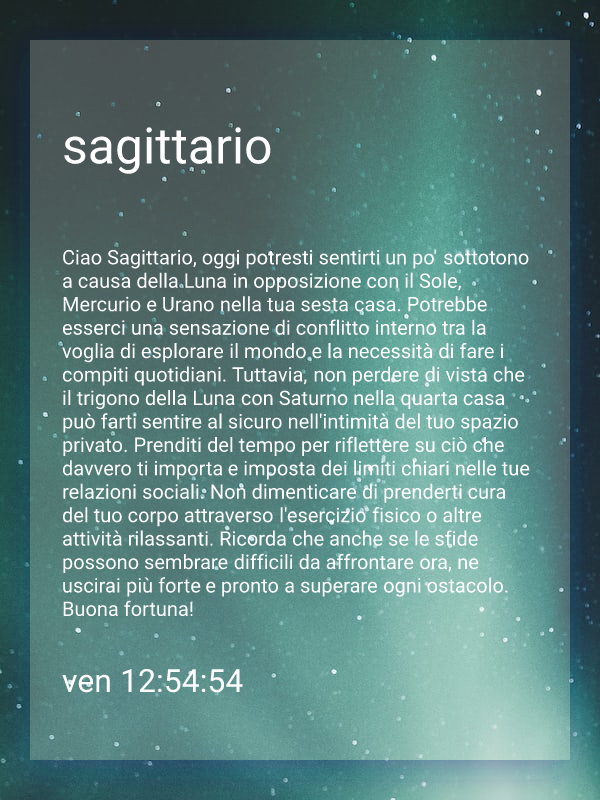 sagittario
Ciao Sagittario, oggi potresti sentirti un po' sottotono
a causa della Luna in opposizione con il Sole,
Mercurio e Urano nella tua sesta casa. Potrebbe
esserci una sensazione di conflitto interno tra la
voglia di esplorare il mondo e la necessità di fare i
compiti quotidiani. Tuttavia, non perdere di vista che
il trigono della Luna con Saturno nella quarta casa
può farti sentire al sicuro nell'intimità del tuo spazio
privato. Prenditi del tempo per riflettere su ciò che
davvero ti importa e imposta dei limiti chiari nelle tue
relazioni sociali. Non dimenticare di prenderti cura
del tuo corpo attraverso l'esercizio fisico o altre
attività rilassanti. Ricorda che anche se le sfide
possono sembrare difficili da affrontare ora, ne
uscirai più forte e pronto a superare ogni ostacolo.
Buona fortuna!
ven 12:54:54